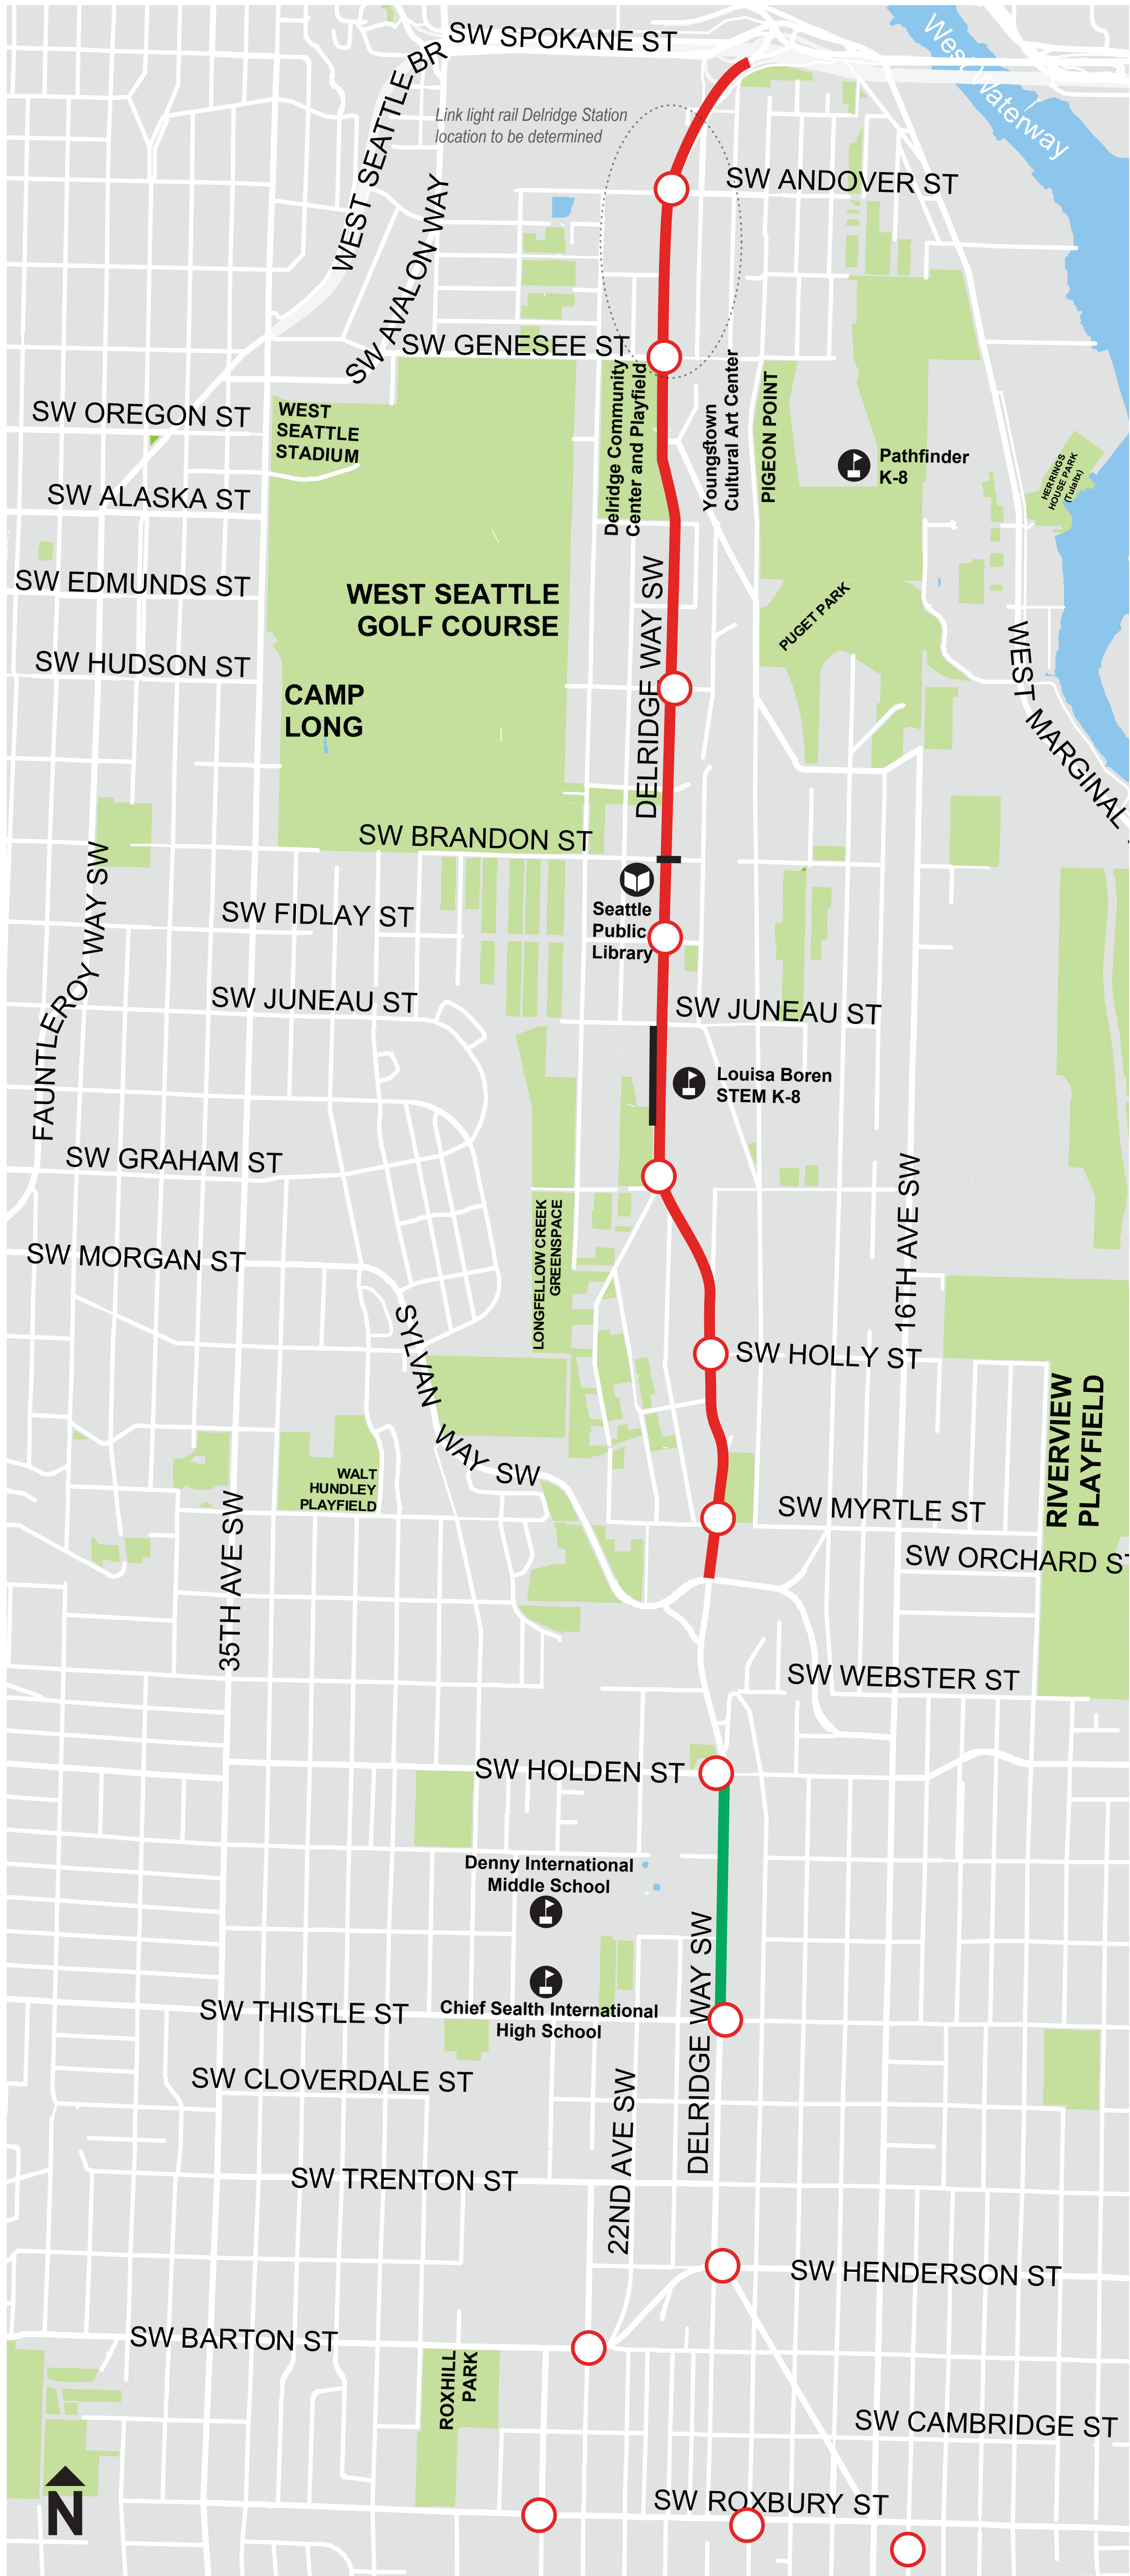 SW SPOKANE ST
West Waterway
WEST SEATTLE BR
Link light rail Delridge Station
location to be determined
SW ANDOVER ST
SW AVALON WAY
SW GENESEE ST
Delridge Community
Center and Playfield
Youngstown
Cultural Art Center
PIGEON POINT
SW OREGON ST
WEST
SEATTLE
STADIUM
Pathfinder
K-8
HERRINGS
HOUSE PARK
(Tulaltx)
SW ALASKA ST
SW EDMUNDS ST
WEST SEATTLE
GOLF COURSE
DELRIDGE WAY SW
PUGET PARK
SW HUDSON ST
CAMP
LONG
WEST MARGINAL
SW BRANDON ST
FAUNTLEROY WAY SW
Seattle
Public
Library
SW FIDLAY ST
SW JUNEAU ST
SW JUNEAU ST
Louisa Boren
STEM K-8
SW GRAHAM ST
16TH AVE SW
LONGFELLOW CREEK
GREENSPACE
SW MORGAN ST
SYLVAN WAY SW
SW HOLLY ST
RIVERVIEW
PLAYFIELD
WALT
HUNDLEY
PLAYFIELD
35TH AVE SW
SW MYRTLE ST
SW ORCHARD ST
SW WEBSTER ST
SW HOLDEN ST
Denny International
Middle School
DELRIDGE WAY SW
Chief Sealth International
High School
SW THISTLE ST
SW CLOVERDALE ST
22ND AVE SW
SW TRENTON ST
SW HENDERSON ST
SW BARTON ST
ROXHILL
PARK
SW CAMBRIDGE ST
N
SW ROXBURY ST